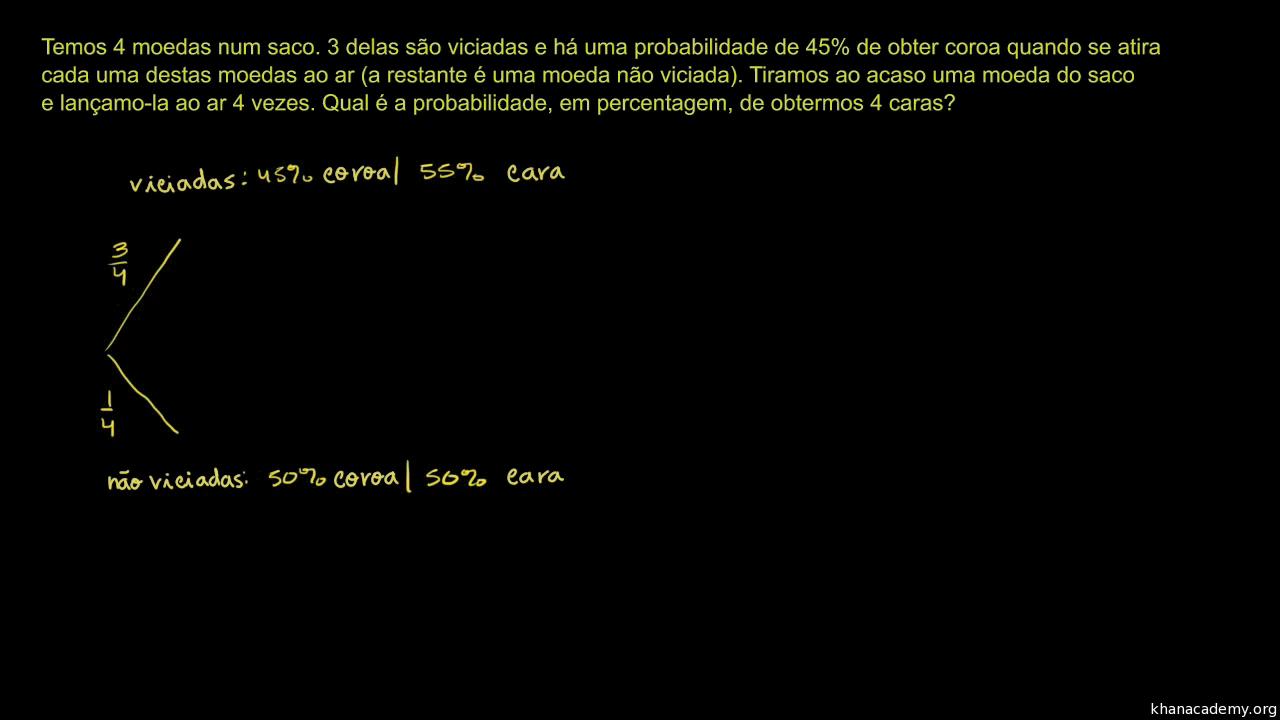 Temos 4 moedas num saco. 3 delas são viciadas e há uma probabilidade de 45% de obter coroa quando se atira
cada uma destas moedas ao ar (a restante é uma moeda não viciada). Tiramos ao acaso uma moeda do saco
e lançamo-la ao ar 4 vezes. Qual é a probabilidade, em percentagem, de obtermos 4 caras?
viciadas: 45% coroa| 55% cara
3/4
1/4
não viciadas: 50% coroa| 50% cara
khanacademy.org